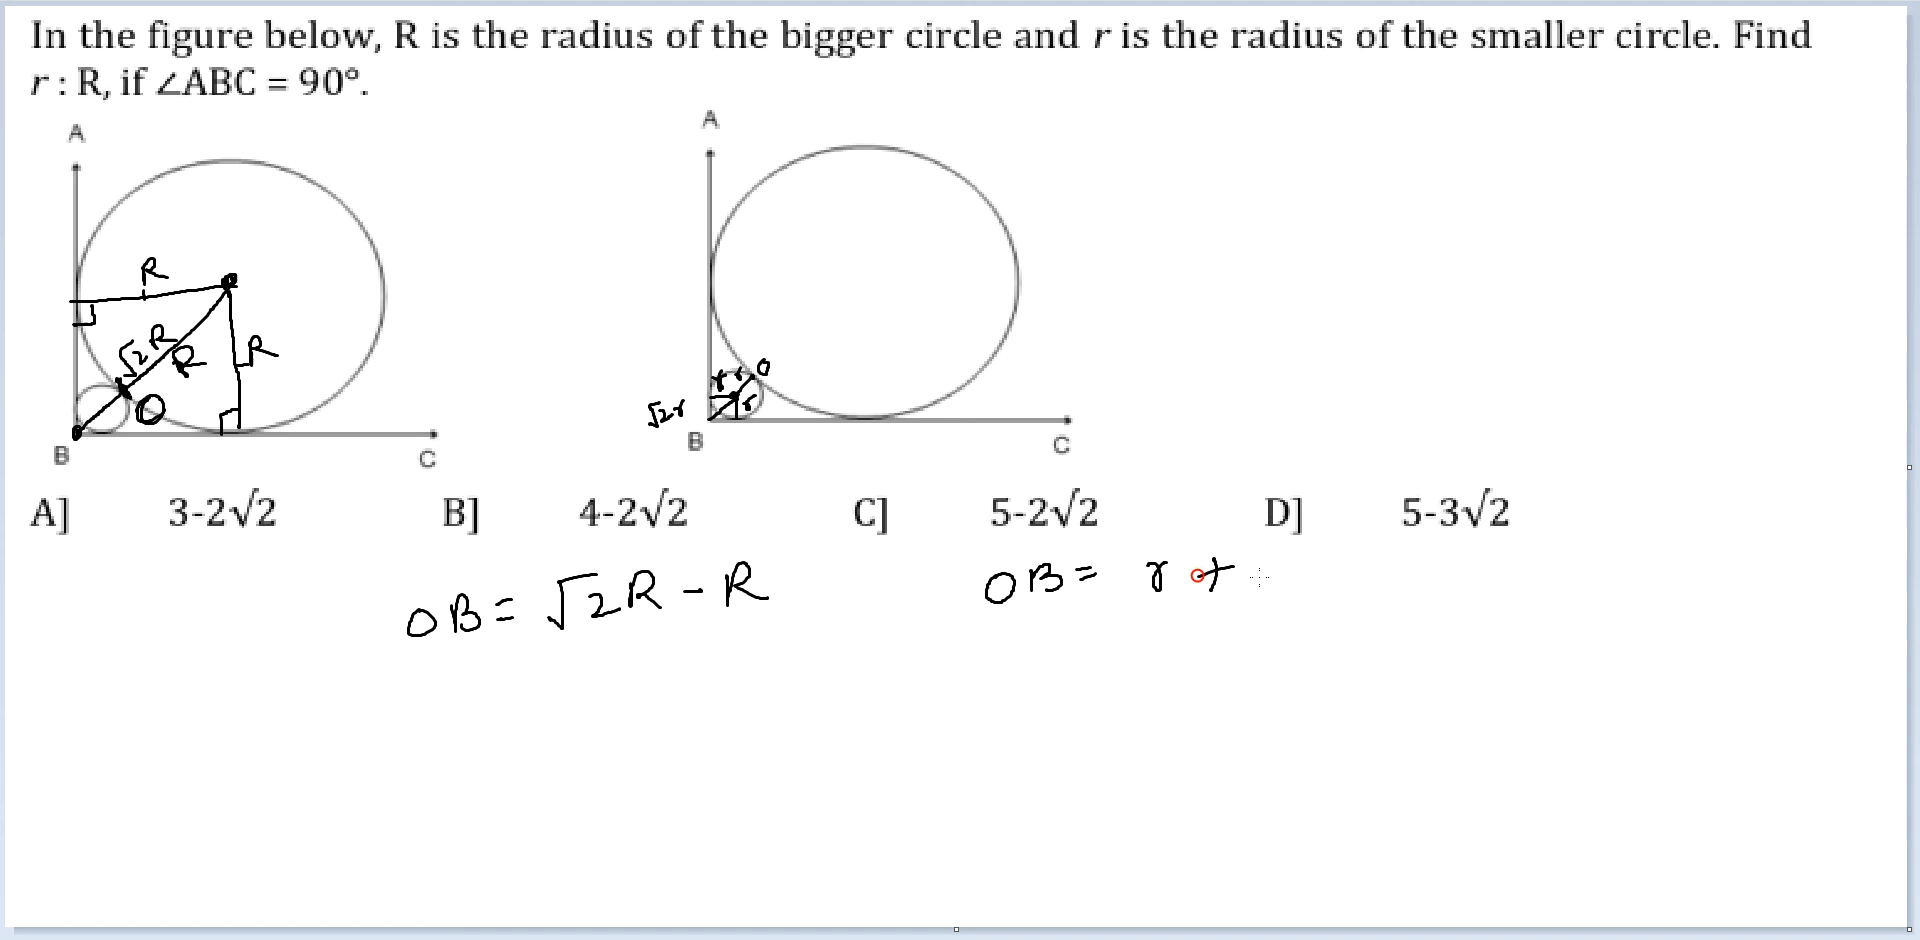 In the figure below, R is the radius of the bigger circle and r is the radius of the smaller circle. Find
r : R, if ∠ABC = 90°.
A
A
R
√2 R
R
R
O
r r O
r
√2r
B
C
B
C
A] 3-2√2 B] 4-2√2 C] 5-2√2 D] 5-3√2
OB = √2R - R
OB = r +